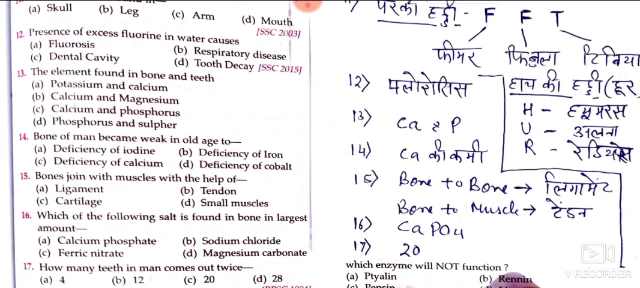 (a) Skull (b) Leg (c) Arm (d) Mouth
[SSC 2003]
12. Presence of excess fluorine in water causes
(a) Fluorosis (b) Respiratory disease
(c) Dental Cavity (d) Tooth Decay [SSC 2015]
13. The element found in bone and teeth
(a) Potassium and calcium
(b) Calcium and Magnesium
(c) Calcium and phosphorus
(d) Phosphorus and sulpher
14. Bone of man became weak in old age to—
(a) Deficiency of iodine (b) Deficiency of Iron
(c) Deficiency of calcium (d) Deficiency of cobalt
15. Bones join with muscles with the help of—
(a) Ligament (b) Tendon
(c) Cartilage (d) Small muscles
16. Which of the following salt is found in bone in largest
amount—
(a) Calcium phosphate (b) Sodium chloride
(c) Ferric nitrate (d) Magnesium carbonate
17. How many teeth in man comes out twice—
(a) 4 (b) 12 (c) 20 (d) 28
हड्डी - F F T
फीमर फिबुला टिबिया
12) फ्लोरोसिस
13) Ca व P
14) Ca की कमी
15) Bone to Bone → लिगामेंट
Bone to Muscle → टेंडन
16) CaPO4
17) 20
हाथ की हड्डी (हूर
H - ह्यूमरस
U - अलना
R - रेडियस
which enzyme will NOT function ?
(a) Ptyalin (b) Rennin
(c) Pepsin
V RECORDER